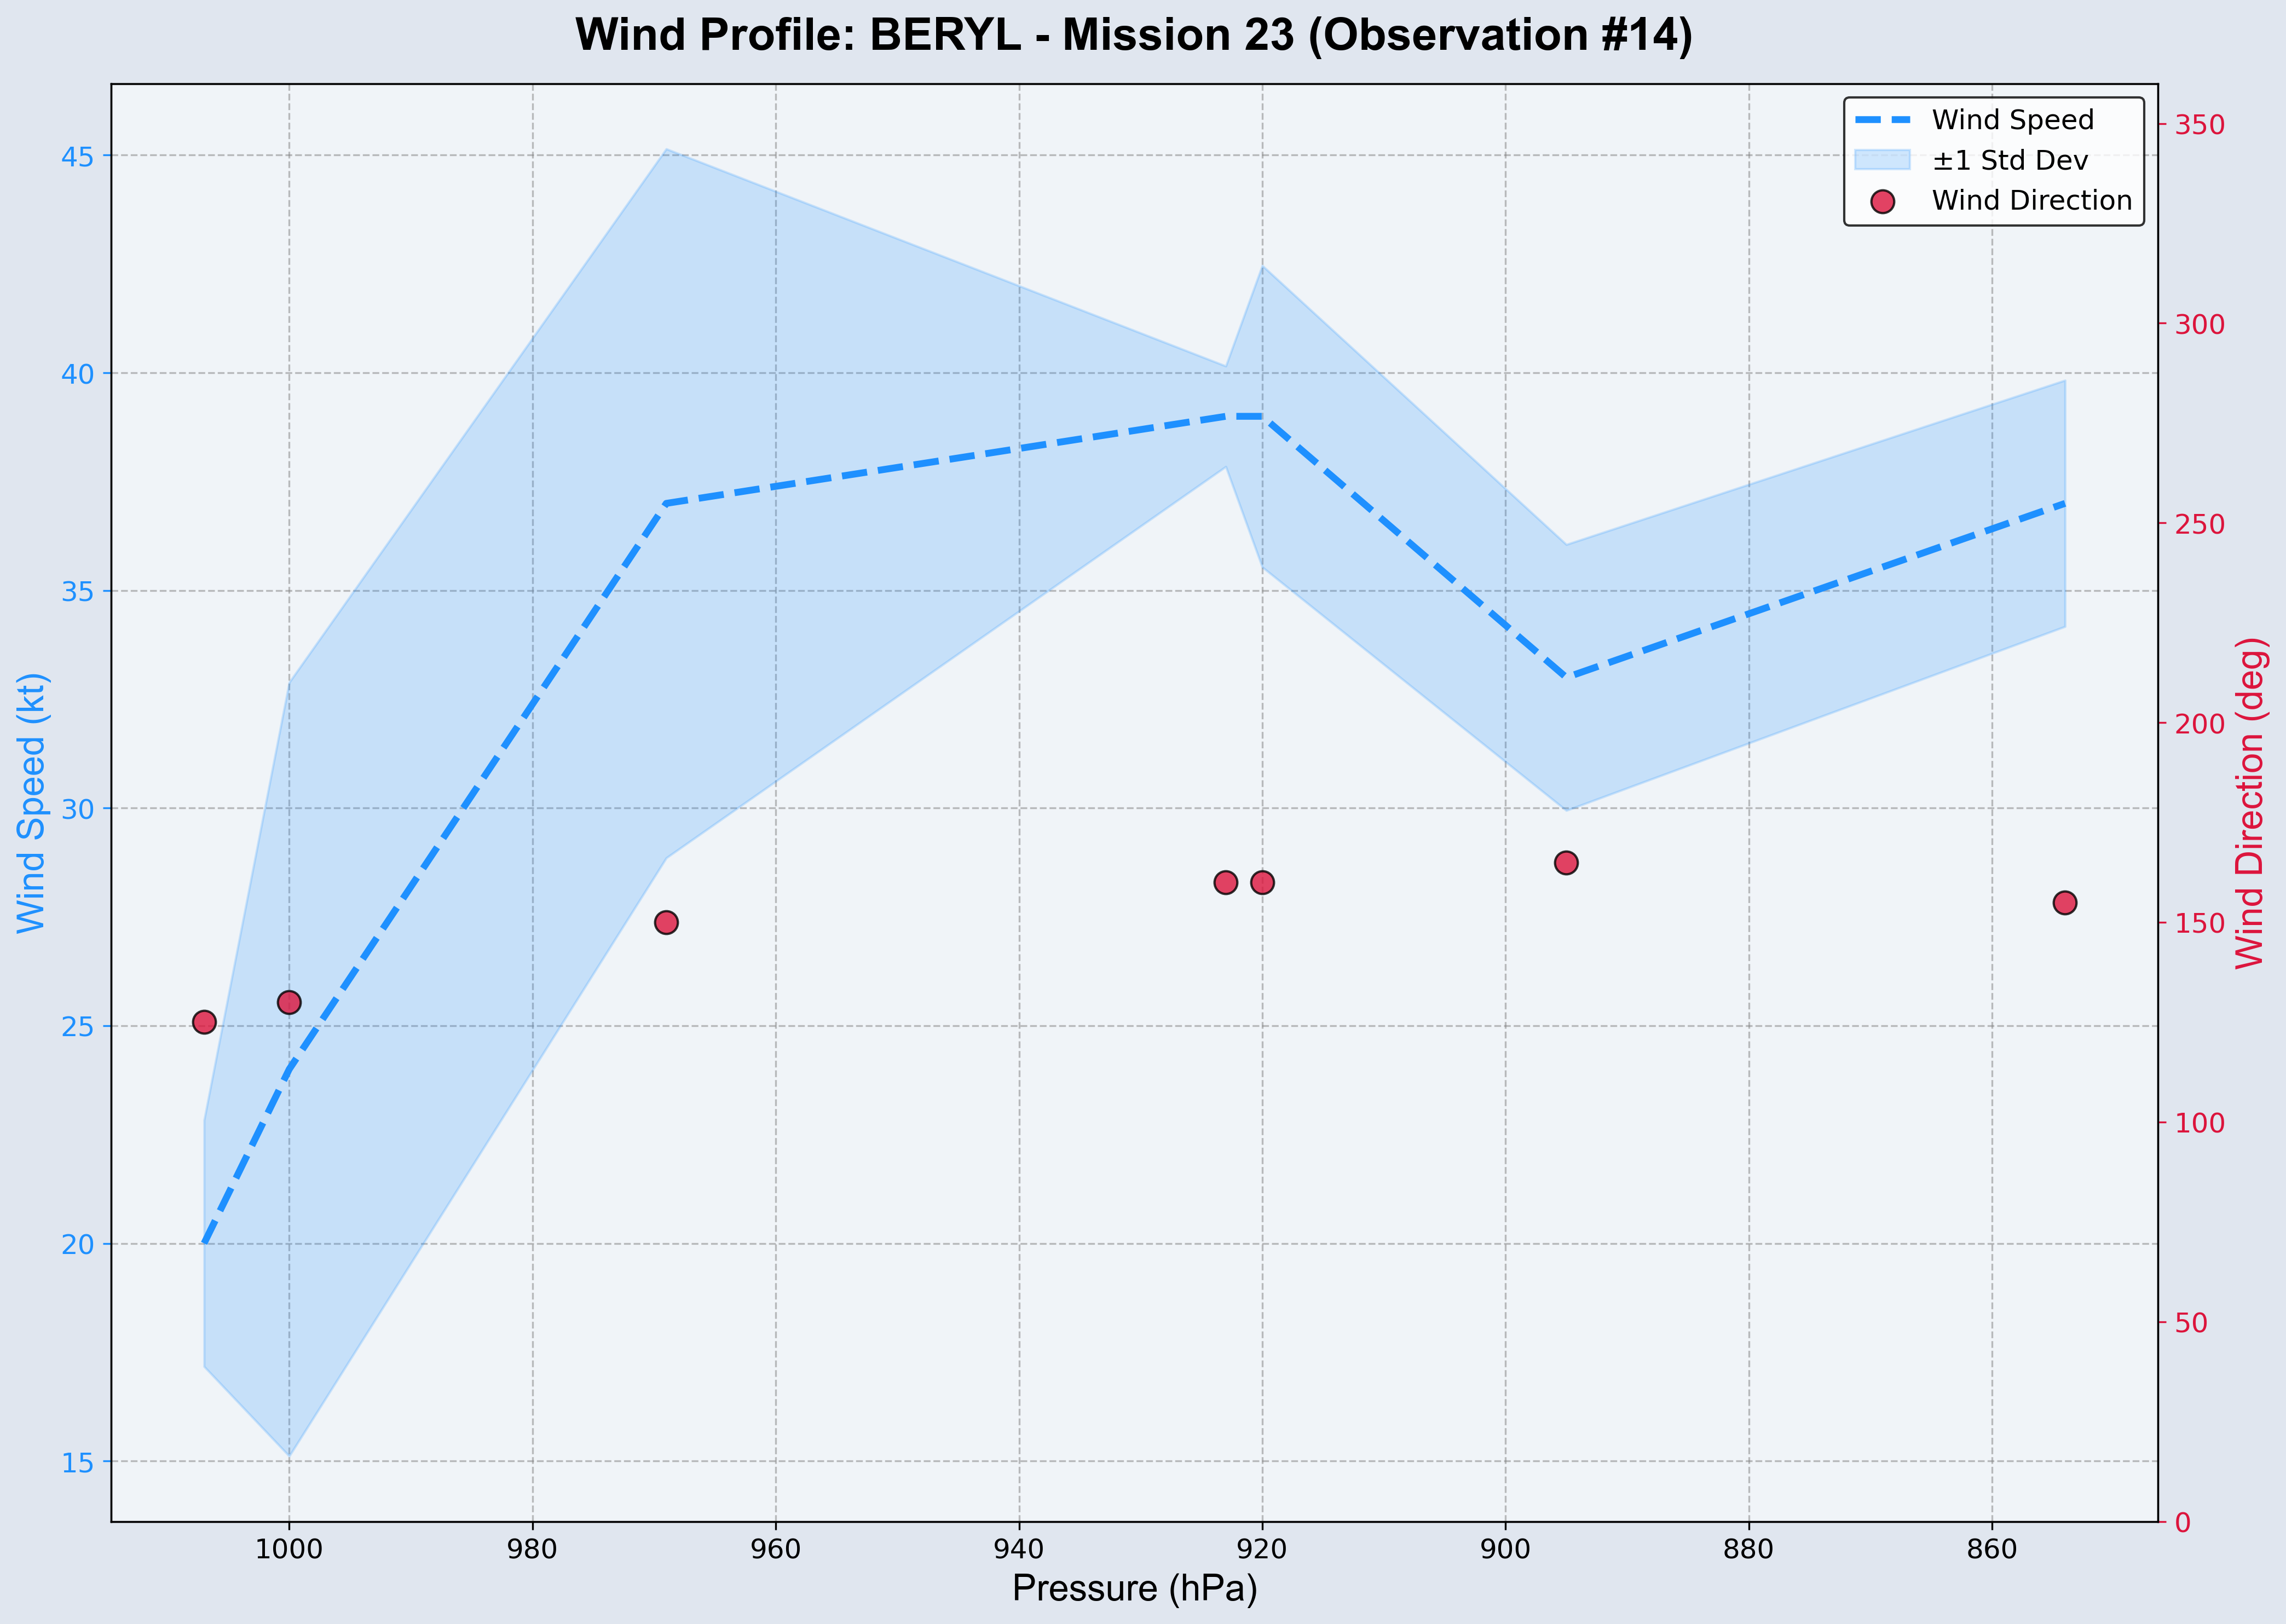 Wind Profile: BERYL - Mission 23 (Observation #14)
Wind Speed
±1 Std Dev
Wind Direction
45
40
35
30
25
20
15
Wind Speed (kt)
350
300
250
200
150
100
50
0
Wind Direction (deg)
1000 980 960 940 920 900 880 860
Pressure (hPa)